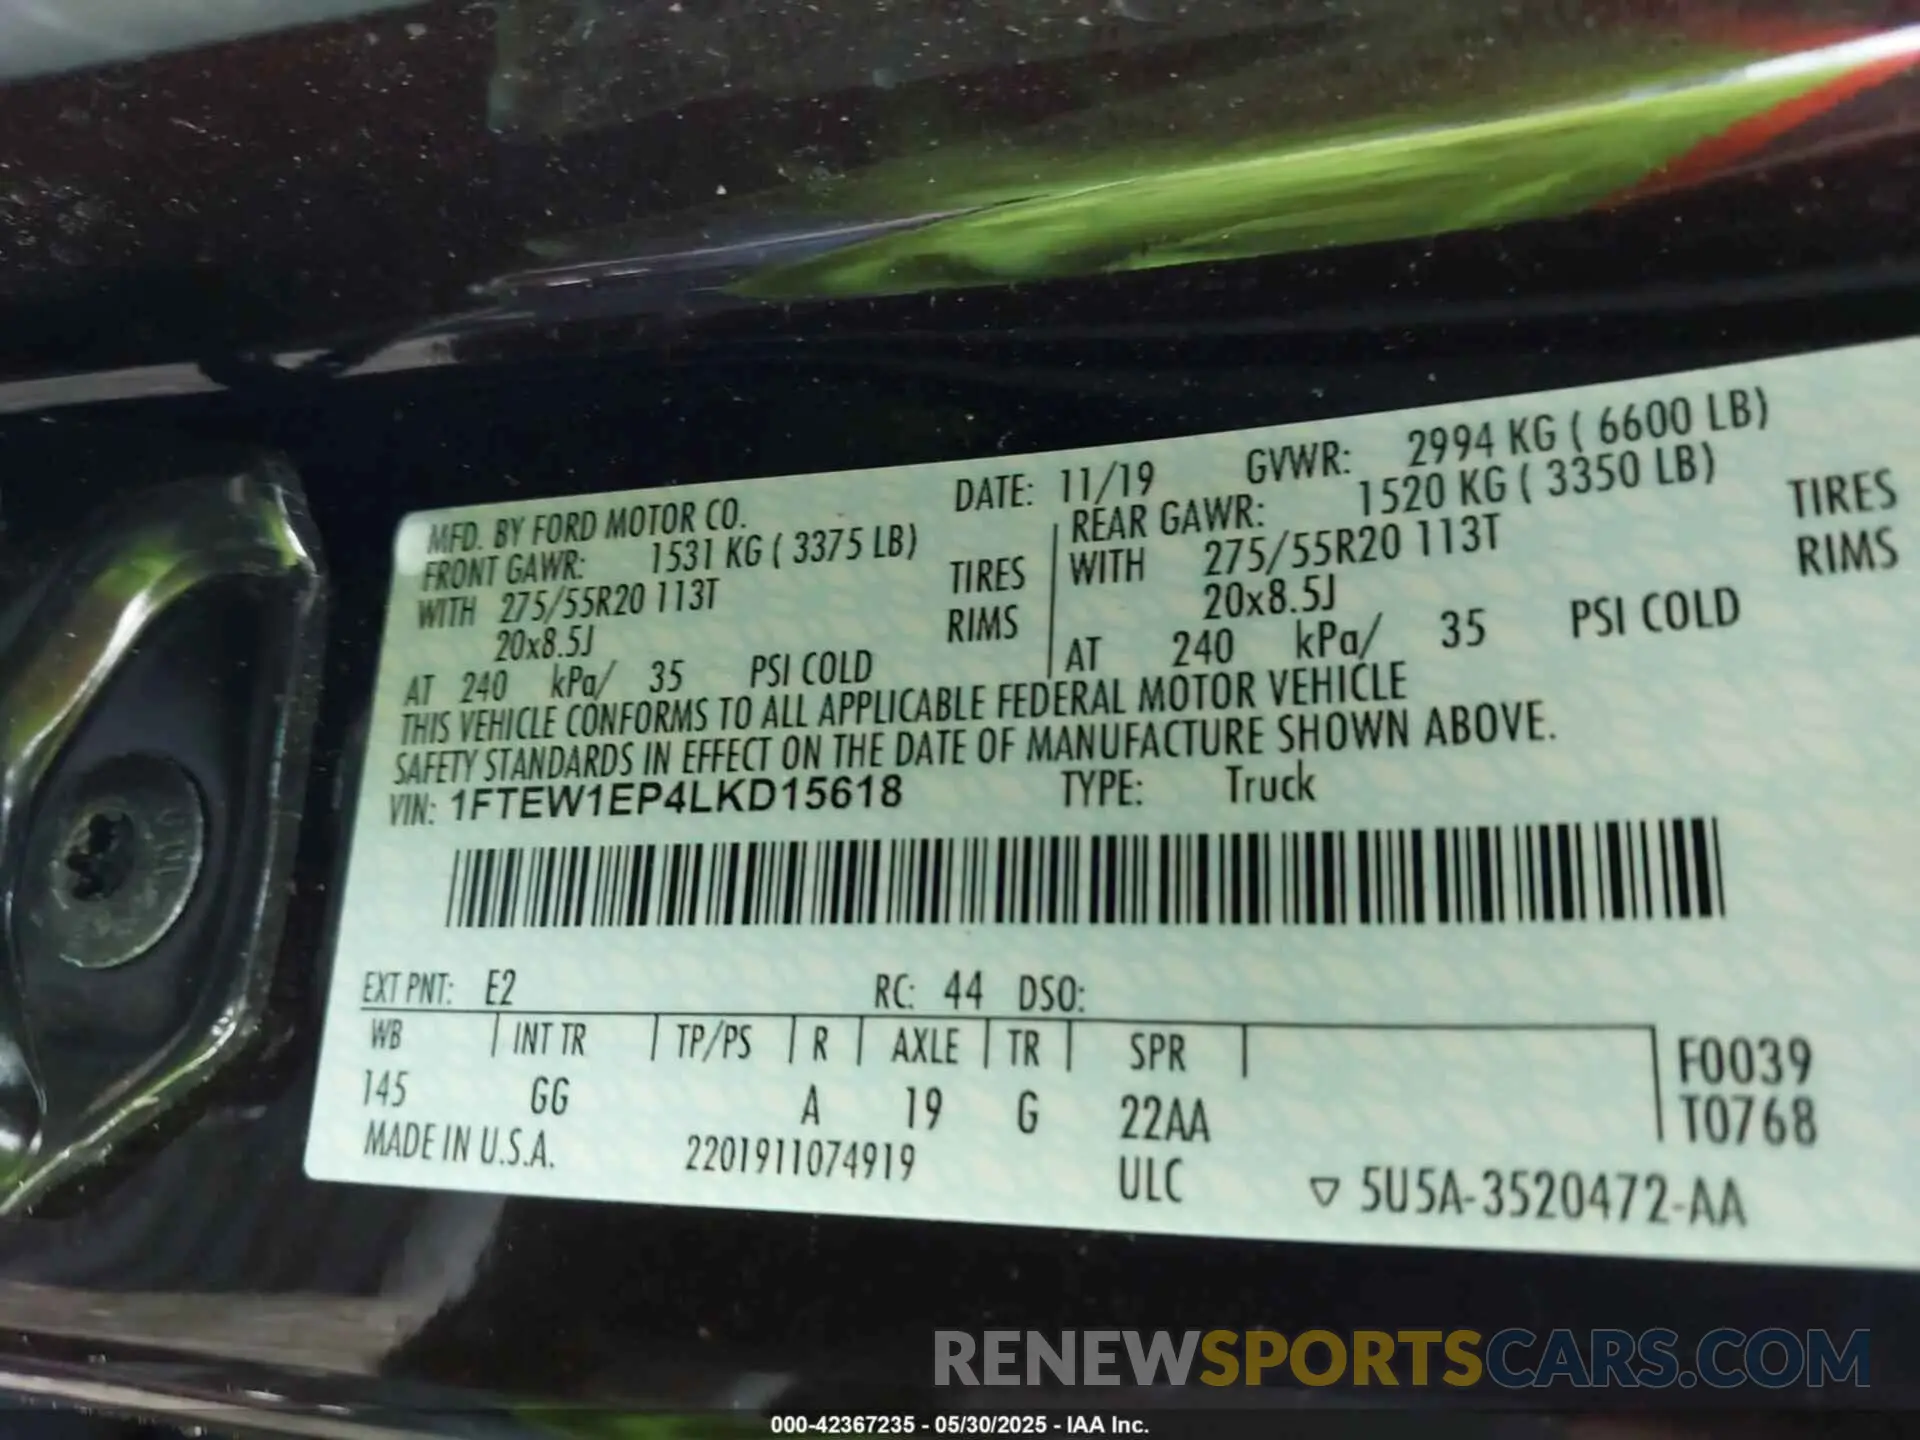 MFD. BY FORD MOTOR CO. DATE: 11/19 GVWR: 2994 KG ( 6600 LB)
FRONT GAWR: 1531 KG ( 3375 LB) REAR GAWR: 1520 KG ( 3350 LB)
WITH 275/55R20 113T TIRES WITH 275/55R20 113T TIRES
20x8.5J RIMS 20x8.5J RIMS
AT 240 kPa/ 35 PSI COLD AT 240 kPa/ 35 PSI COLD
THIS VEHICLE CONFORMS TO ALL APPLICABLE FEDERAL MOTOR VEHICLE
SAFETY STANDARDS IN EFFECT ON THE DATE OF MANUFACTURE SHOWN ABOVE.
VIN: 1FTEW1EP4LKD15618 TYPE: Truck
EXT PNT: E2 RC: 44 DSO:
WB INT TR TP/PS R AXLE TR SPR F0039
145 GG A 19 G 22AA T0768
MADE IN U.S.A. 2201911074919 ULC ▽ 5U5A-3520472-AA
RENEWSPORTSCARS.COM
000-42367235 - 05/30/2025 - IAA Inc.